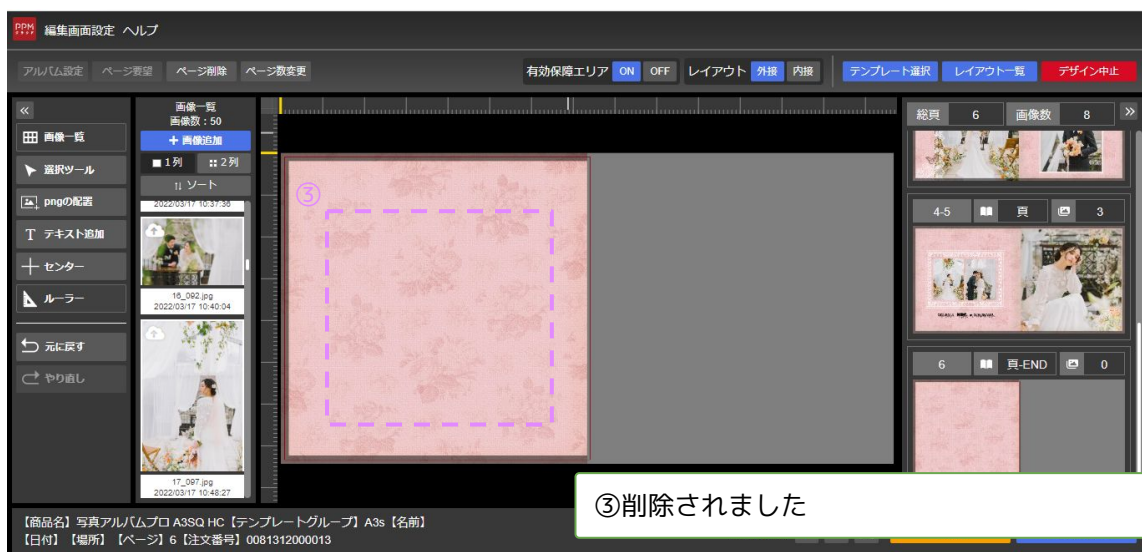 PPM
編集画面設定 ヘルプ
アルバム設定 ページ要望 ページ削除 ページ数変更 有効保障エリア ON OFF レイアウト 外接 内接 テンプレート選択 レイアウト一覧 デザイン中止
«
画像一覧
選択ツール
pngの配置
T テキスト追加
センター
ルーラー
元に戻す
やり直し
画像一覧
画像数：50
+ 画像追加
1列 2列
ソート
2022/03/17 10:37:36
16_092.jpg
2022/03/17 10:40:04
17_097.jpg
2022/03/17 10:48:27
③
総頁 6 画像数 8 »
4-5 頁 3
6 頁-END 0
③削除されました
【商品名】写真アルバムプロ A3SQ HC【テンプレートグループ】A3s【名前】
【日付】【場所】【ページ】6【注文番号】0081312000013